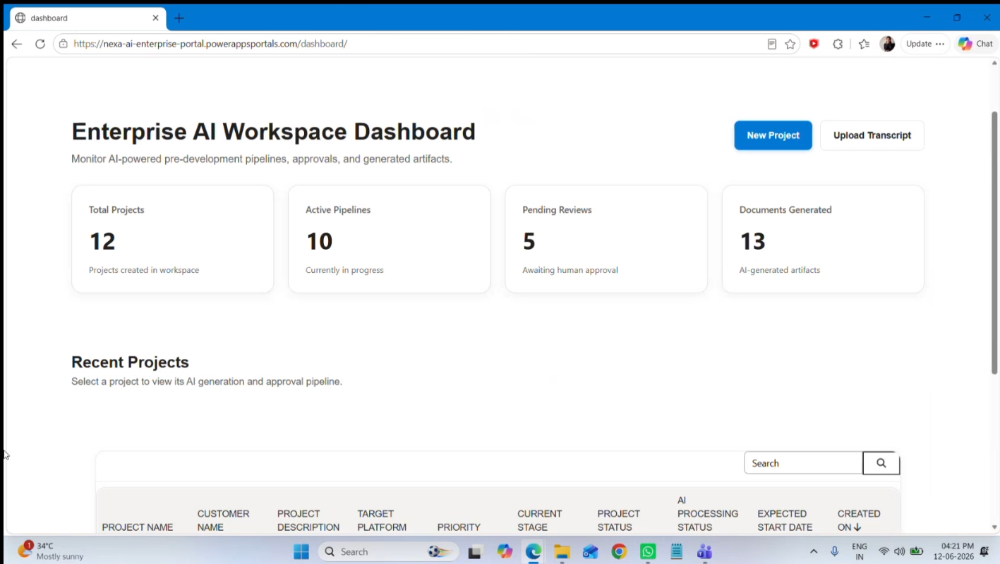 dashboard
https://nexa-ai-enterprise-portal.powerappsportals.com/dashboard/
Update
Chat
Enterprise AI Workspace Dashboard
New Project
Upload Transcript
Monitor AI-powered pre-development pipelines, approvals, and generated artifacts.
Total Projects
12
Projects created in workspace
Active Pipelines
10
Currently in progress
Pending Reviews
5
Awaiting human approval
Documents Generated
13
AI-generated artifacts
Recent Projects
Select a project to view its AI generation and approval pipeline.
Search
PROJECT NAME
CUSTOMER
NAME
PROJECT
DESCRIPTION
TARGET
PLATFORM
PRIORITY
CURRENT
STAGE
PROJECT
STATUS
AI
PROCESSING
STATUS
EXPECTED
START DATE
CREATED
ON
1
34°C
Mostly sunny
Search
ENG
IN
04:21 PM
12-06-2026